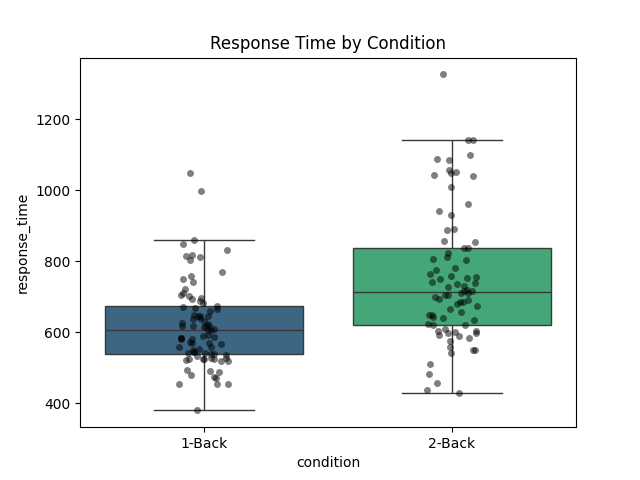 Response Time by Condition
response_time
1200
1000
800
600
400
1-Back
2-Back
condition